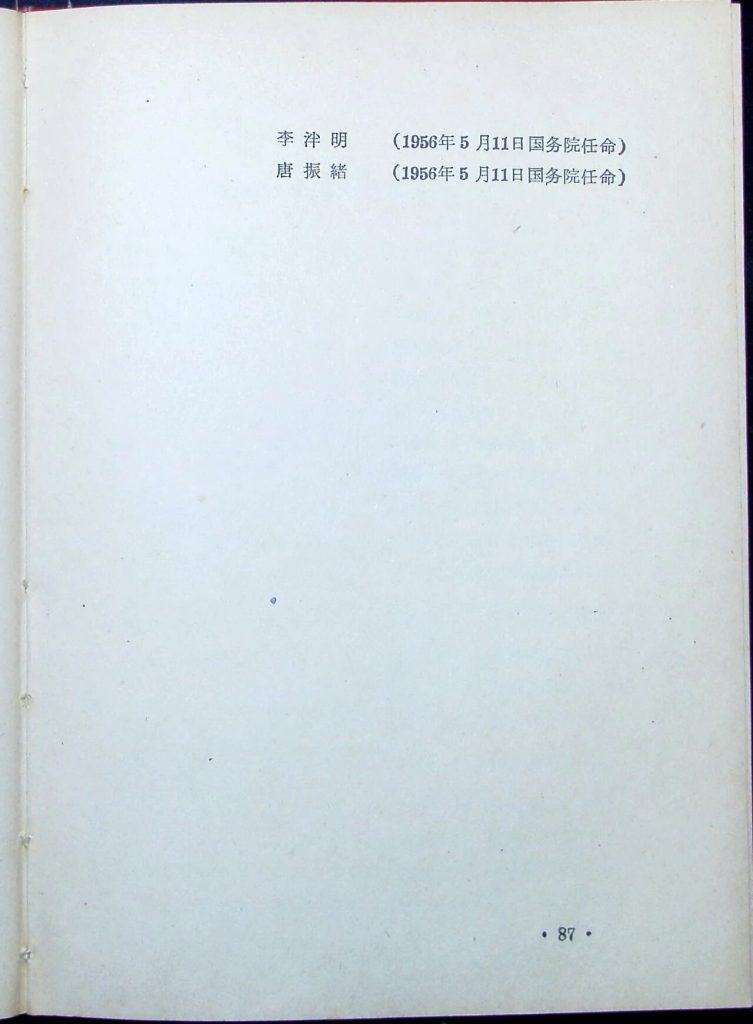 李泮明 (1956年5月11日国务院任命)
唐振緒 (1956年5月11日国务院任命)
• 87 •